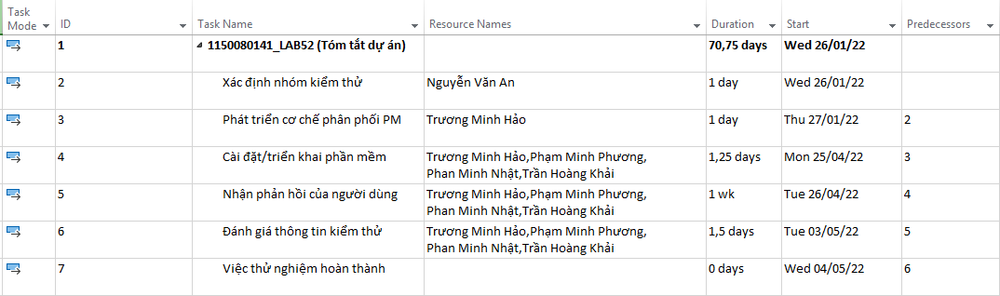 Task Mode ID Task Name Resource Names Duration Start Predecessors
1 1150080141_LAB52 (Tóm tắt dự án) 70,75 days Wed 26/01/22
2 Xác định nhóm kiểm thử Nguyễn Văn An 1 day Wed 26/01/22
3 Phát triển cơ chế phân phối PM Trương Minh Hảo 1 day Thu 27/01/22 2
4 Cài đặt/triển khai phần mềm Trương Minh Hảo,Phạm Minh Phương, 1,25 days Mon 25/04/22 3
Phan Minh Nhật,Trần Hoàng Khải
5 Nhận phản hồi của người dùng Trương Minh Hảo,Phạm Minh Phương, 1 wk Tue 26/04/22 4
Phan Minh Nhật,Trần Hoàng Khải
6 Đánh giá thông tin kiểm thử Trương Minh Hảo,Phạm Minh Phương, 1,5 days Tue 03/05/22 5
Phan Minh Nhật,Trần Hoàng Khải
7 Việc thử nghiệm hoàn thành 0 days Wed 04/05/22 6